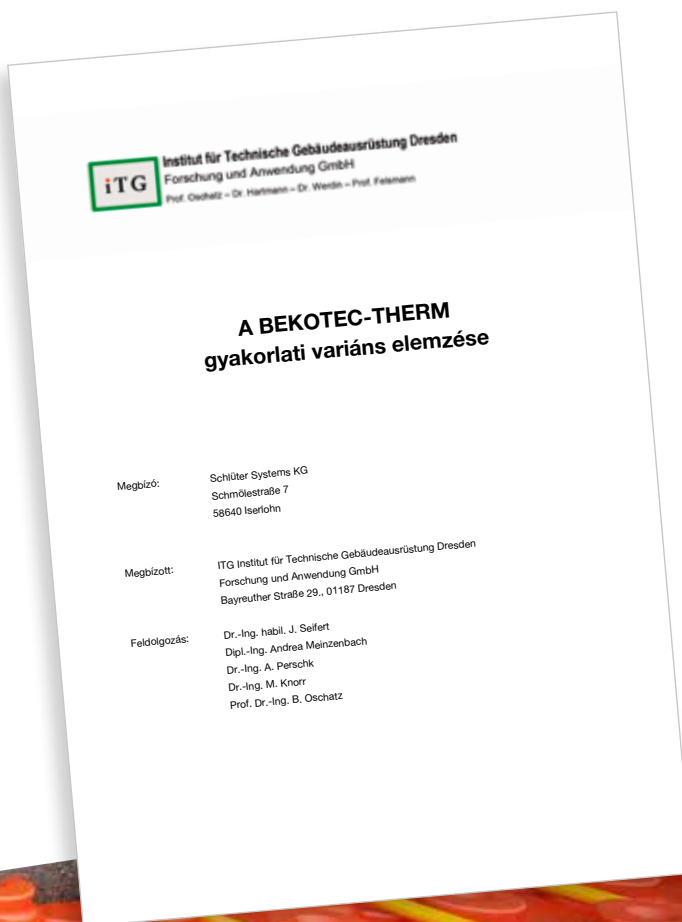 iTG
Institut für Technische Gebäudeausrüstung Dresden
Forschung und Anwendung GmbH
Prof. Oschatz – Dr. Hartmann – Dr. Werdin – Prof. Felsmann
A BEKOTEC-THERM
gyakorlati variáns elemzése
Megbízó:
Schlüter Systems KG
Schmölestraße 7
58640 Iserlohn
Megbízott:
ITG Institut für Technische Gebäudeausrüstung Dresden
Forschung und Anwendung GmbH
Bayreuther Straße 29., 01187 Dresden
Feldolgozás:
Dr.-Ing. habil. J. Seifert
Dipl.-Ing. Andrea Meinzenbach
Dr.-Ing. A. Perschk
Dr.-Ing. M. Knorr
Prof. Dr.-Ing. B. Oschatz